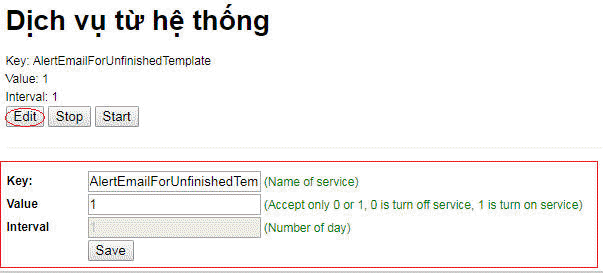 Dịch vụ từ hệ thống
Key: AlertEmailForUnfinishedTemplate
Value: 1
Interval: 1
Edit Stop Start
Key: AlertEmailForUnfinishedTem (Name of service)
Value 1 (Accept only 0 or 1, 0 is turn off service, 1 is turn on service)
Interval 1 (Number of day)
Save